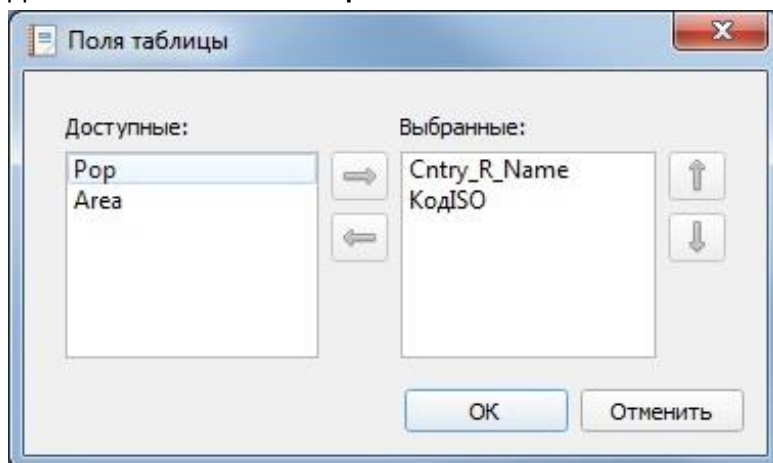 Поля таблицы
Доступные:
Выбранные:
Pop
Area
Cntry_R_Name
КодISO
OK
Отменить